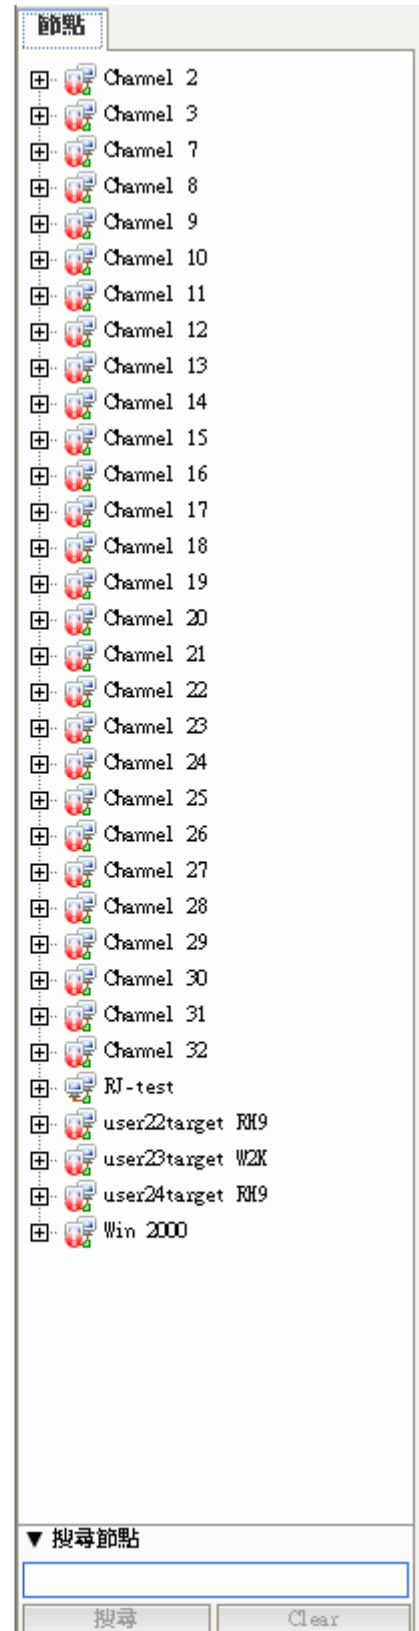 節點
Channel 2
Channel 3
Channel 7
Channel 8
Channel 9
Channel 10
Channel 11
Channel 12
Channel 13
Channel 14
Channel 15
Channel 16
Channel 17
Channel 18
Channel 19
Channel 20
Channel 21
Channel 22
Channel 23
Channel 24
Channel 25
Channel 26
Channel 27
Channel 28
Channel 29
Channel 30
Channel 31
Channel 32
RJ-test
user22target RH9
user23target W2K
user24target RH9
Win 2000
▼ 搜尋節點
搜尋 Clear